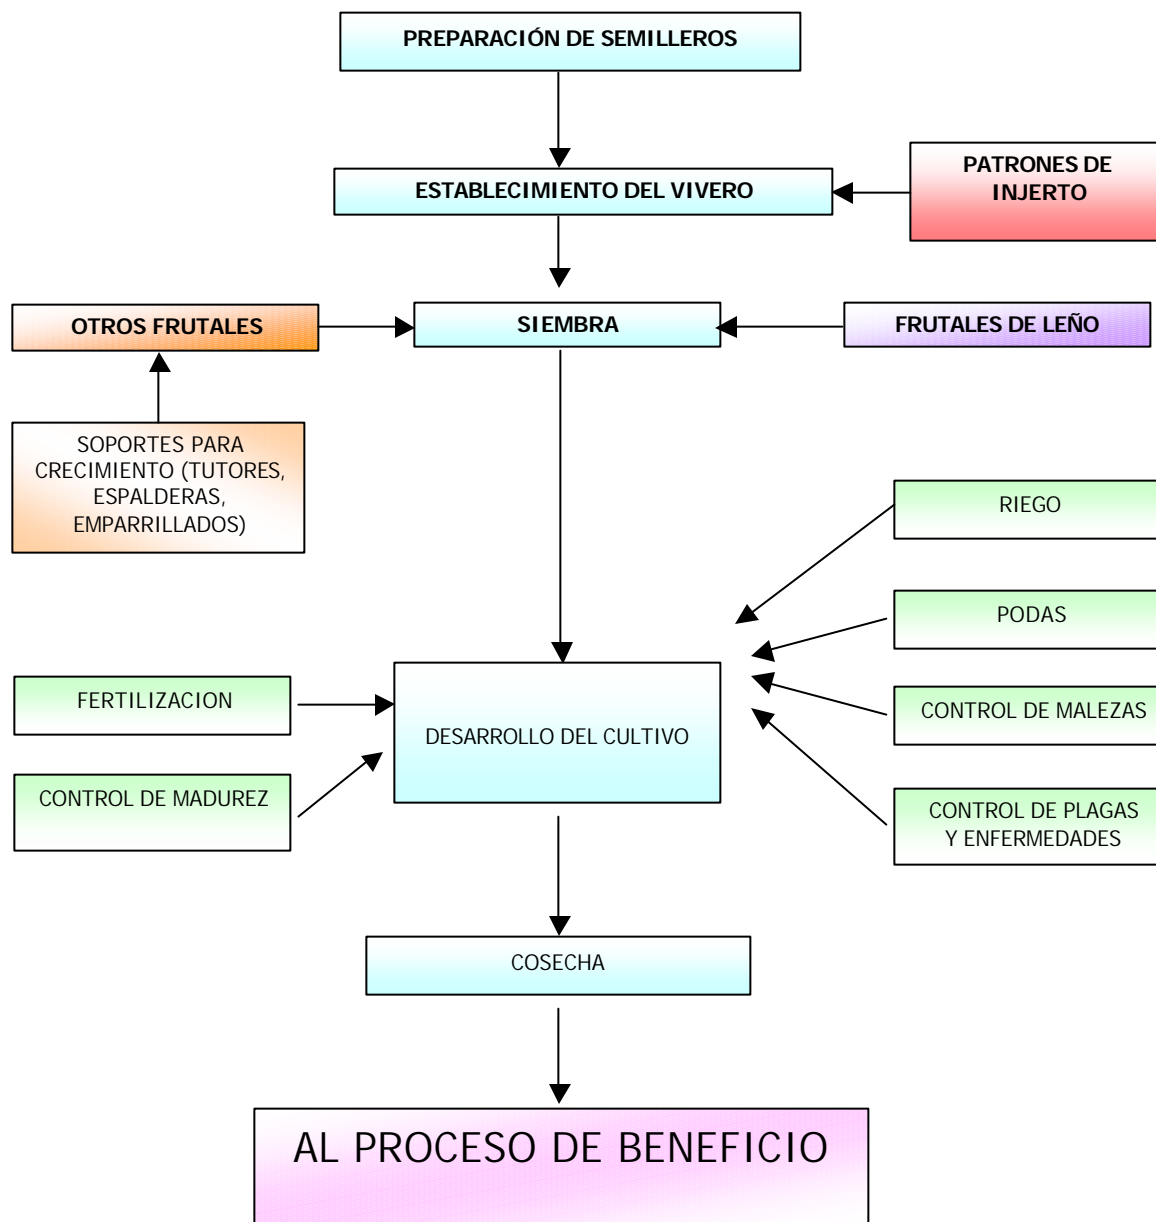 PREPARACIÓN DE SEMILLEROS
PATRONES DE
INJERTO
ESTABLECIMIENTO DEL VIVERO
OTROS FRUTALES
SIEMBRA
FRUTALES DE LEÑO
SOPORTES PARA
CRECIMIENTO (TUTORES,
ESPALDERAS,
EMPARRILLADOS)
RIEGO
PODAS
FERTILIZACION
DESARROLLO DEL CULTIVO
CONTROL DE MALEZAS
CONTROL DE MADUREZ
CONTROL DE PLAGAS
Y ENFERMEDADES
COSECHA
AL PROCESO DE BENEFICIO